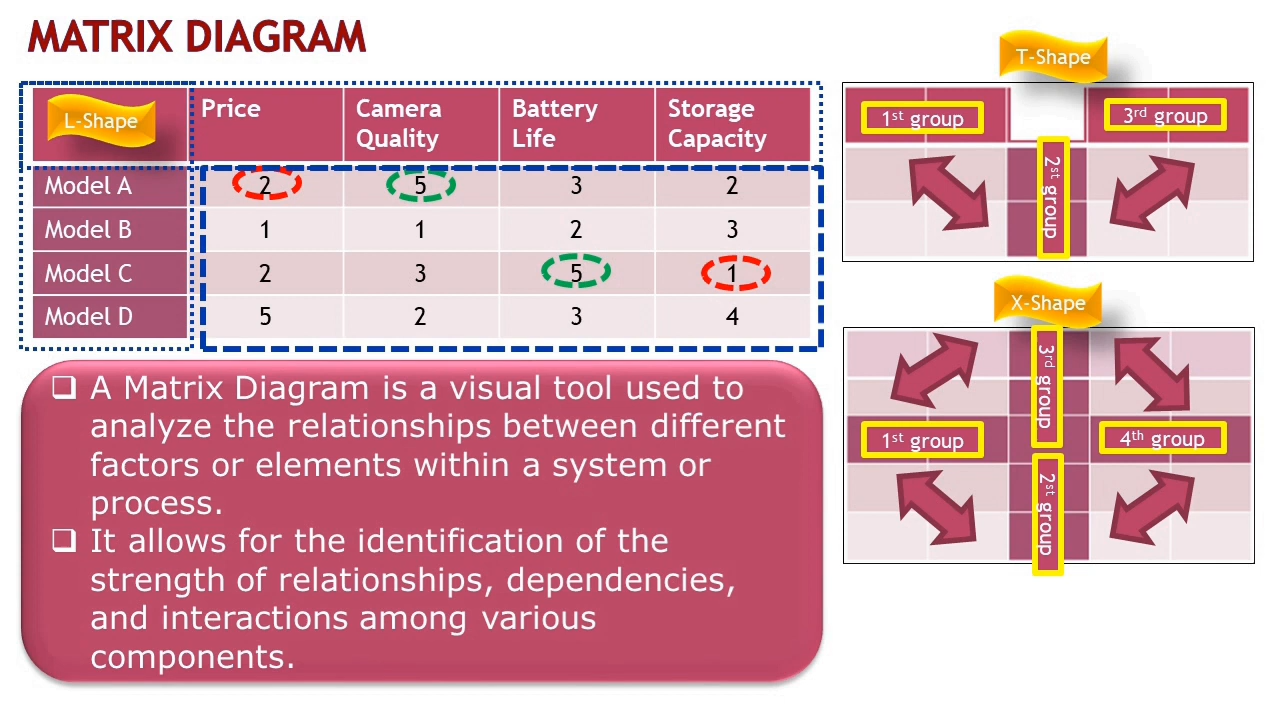 MATRIX DIAGRAM
L-Shape Price Camera Quality Battery Life Storage Capacity
Model A 2 5 3 2
Model B 1 1 2 3
Model C 2 3 5 1
Model D 5 2 3 4
❑ A Matrix Diagram is a visual tool used to
analyze the relationships between different
factors or elements within a system or
process.
❑ It allows for the identification of the
strength of relationships, dependencies,
and interactions among various
components.
T-Shape
1st group
3rd group
2st group
X-Shape
3rd group
1st group
4th group
2st group